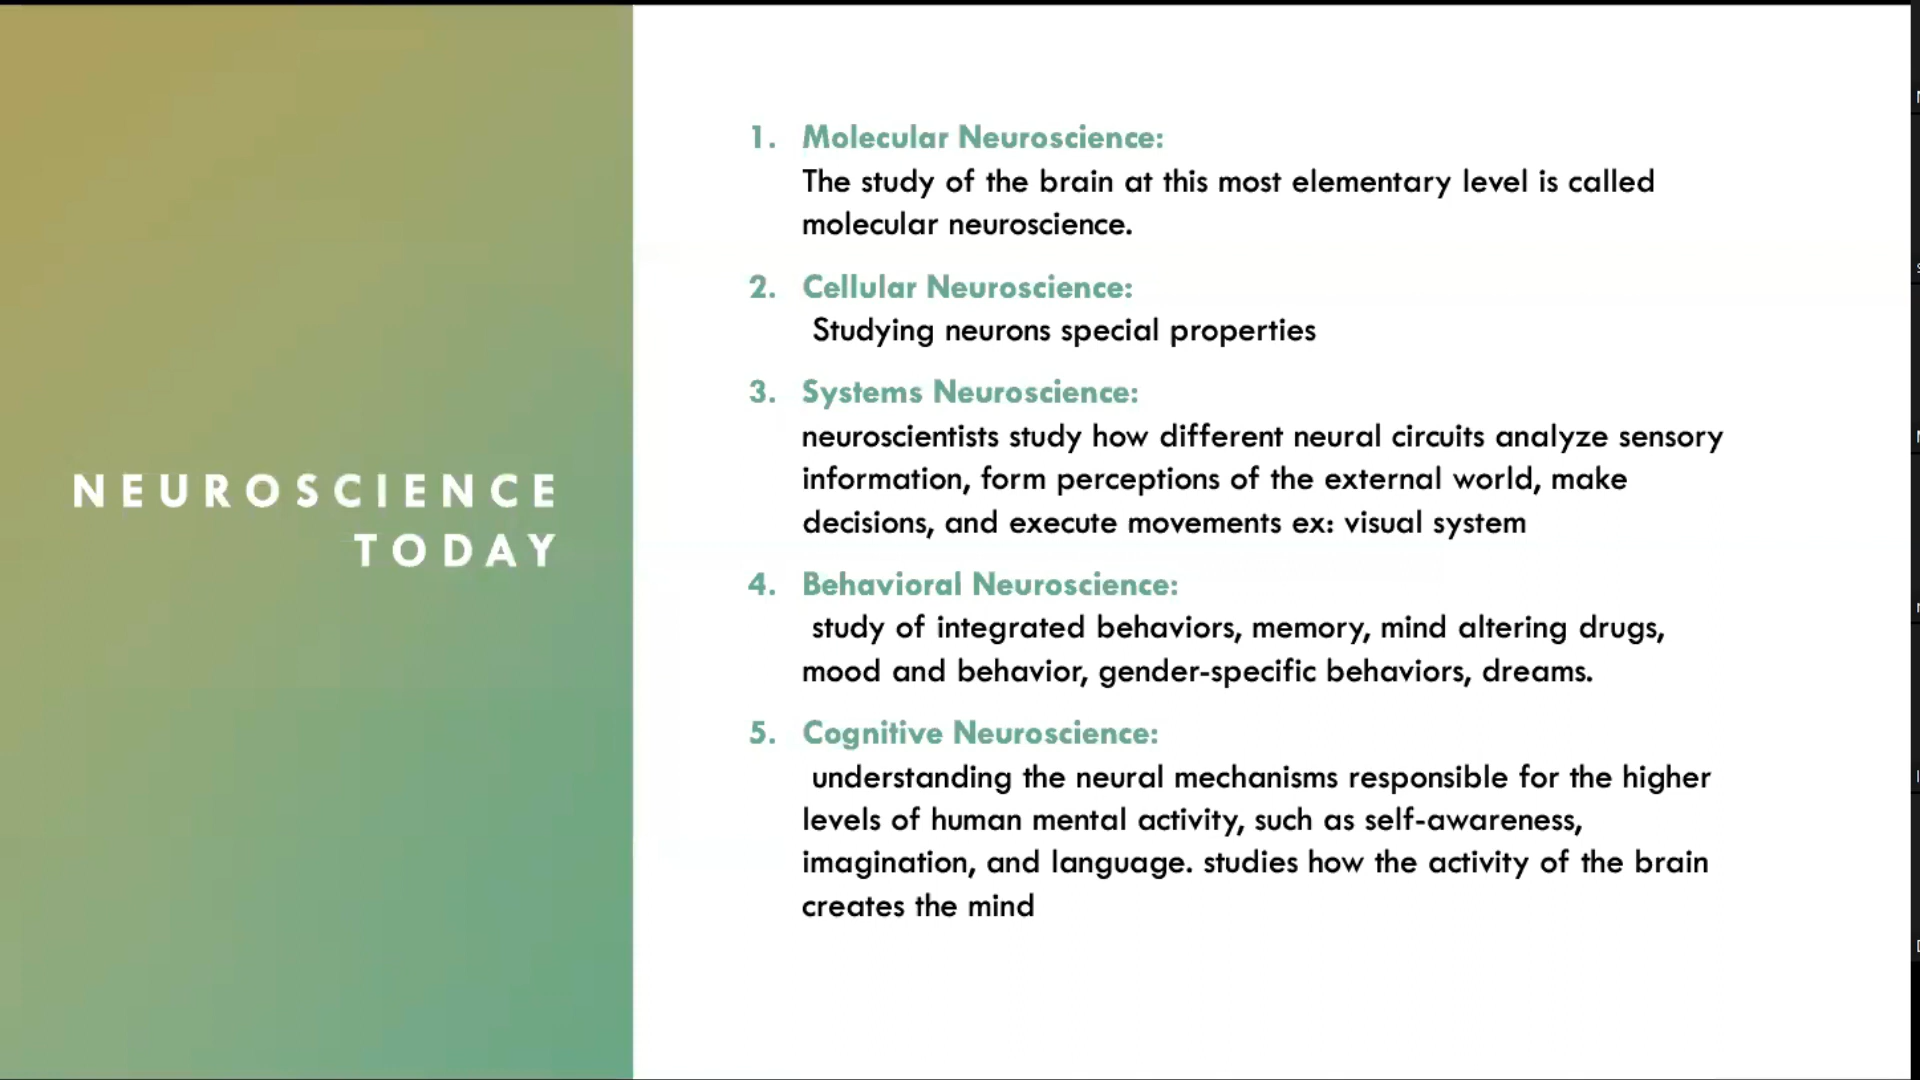 NEUROSCIENCE
TODAY
1. Molecular Neuroscience:
The study of the brain at this most elementary level is called
molecular neuroscience.
2. Cellular Neuroscience:
Studying neurons special properties
3. Systems Neuroscience:
neuroscientists study how different neural circuits analyze sensory
information, form perceptions of the external world, make
decisions, and execute movements ex: visual system
4. Behavioral Neuroscience:
study of integrated behaviors, memory, mind altering drugs,
mood and behavior, gender-specific behaviors, dreams.
5. Cognitive Neuroscience:
understanding the neural mechanisms responsible for the higher
levels of human mental activity, such as self-awareness,
imagination, and language. studies how the activity of the brain
creates the mind